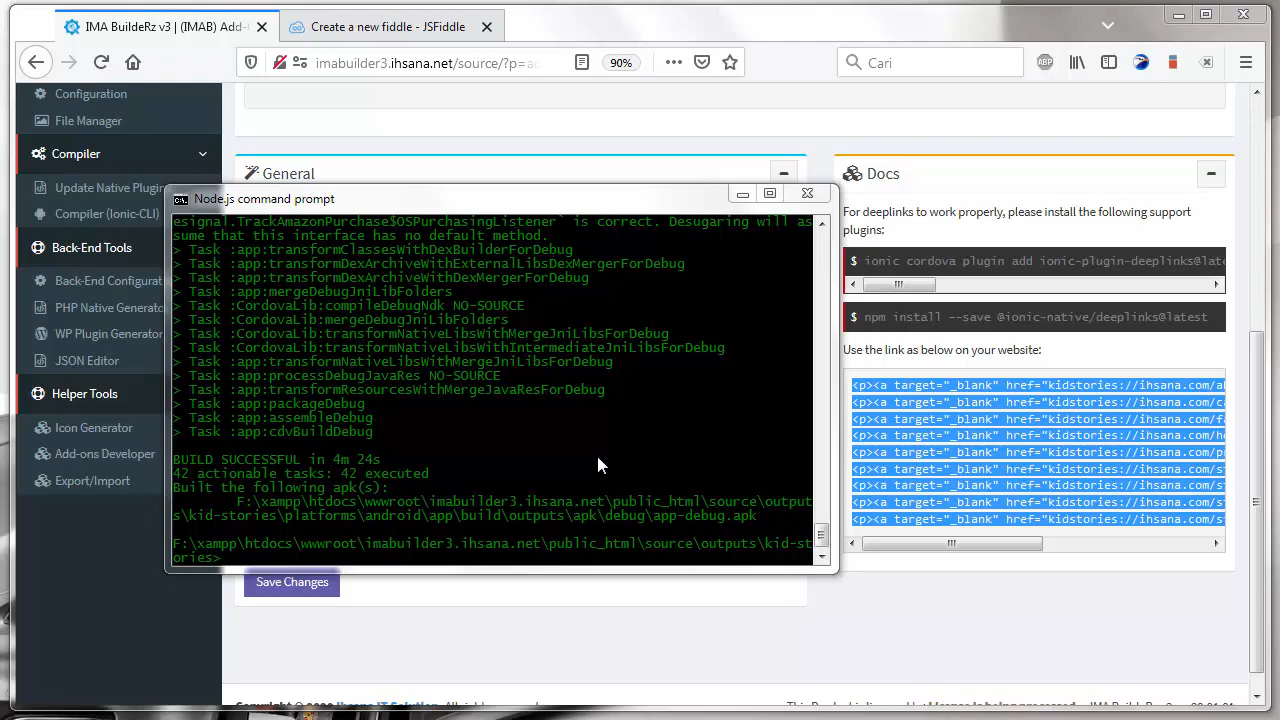 IMA BuildeRz v3 | (IMAB) Add-
Create a new fiddle - JSFiddle
imabuilder3.ihsana.net/source/?p=a
90%
Cari
Configuration
File Manager
Compiler
Update Native Plugin
Compiler (Ionic-CLI)
Back-End Tools
Back-End Configurat
PHP Native Generato
WP Plugin Generato
JSON Editor
Helper Tools
Icon Generator
Add-ons Developer
Export/Import
General
Node.js command prompt
esignal.TrackAmazonPurchase$OSPurchasingListener` is correct. Desugaring will as
sume that this interface has no default method.
> Task :app:transformClassesWithDexBuilderForDebug
> Task :app:transformDexArchiveWithExternalLibsDexMergerForDebug
> Task :app:transformDexArchiveWithDexMergerForDebug
> Task :app:mergeDebugJniLibFolders
> Task :CordovaLib:compileDebugNdk NO-SOURCE
> Task :CordovaLib:mergeDebugJniLibFolders
> Task :CordovaLib:transformNativeLibsWithMergeJniLibsForDebug
> Task :CordovaLib:transformNativeLibsWithIntermediateJniLibsForDebug
> Task :app:transformNativeLibsWithMergeJniLibsForDebug
> Task :app:processDebugJavaRes NO-SOURCE
> Task :app:transformResourcesWithMergeJavaResForDebug
> Task :app:packageDebug
> Task :app:assembleDebug
> Task :app:cdvBuildDebug
BUILD SUCCESSFUL in 4m 24s
42 actionable tasks: 42 executed
Built the following apk(s):
F:\xampp\htdocs\wwwroot\imabuilder3.ihsana.net\public_html\source\output
s\kid-stories\platforms\android\app\build\outputs\apk\debug\app-debug.apk
F:\xampp\htdocs\wwwroot\imabuilder3.ihsana.net\public_html\source\outputs\kid-st
ories>
Save Changes
Docs
For deeplinks to work properly, please install the following support
plugins:
$ ionic cordova plugin add ionic-plugin-deeplinks@late
$ npm install --save @ionic-native/deeplinks@latest
Use the link as below on your website:
<p><a target="_blank" href="kidstories://ihsana.com/a
<p><a target="_blank" href="kidstories://ihsana.com/c
<p><a target="_blank" href="kidstories://ihsana.com/f
<p><a target="_blank" href="kidstories://ihsana.com/h
<p><a target="_blank" href="kidstories://ihsana.com/p
<p><a target="_blank" href="kidstories://ihsana.com/s
<p><a target="_blank" href="kidstories://ihsana.com/s
<p><a target="_blank" href="kidstories://ihsana.com/s
<p><a target="_blank" href="kidstories://ihsana.com/s